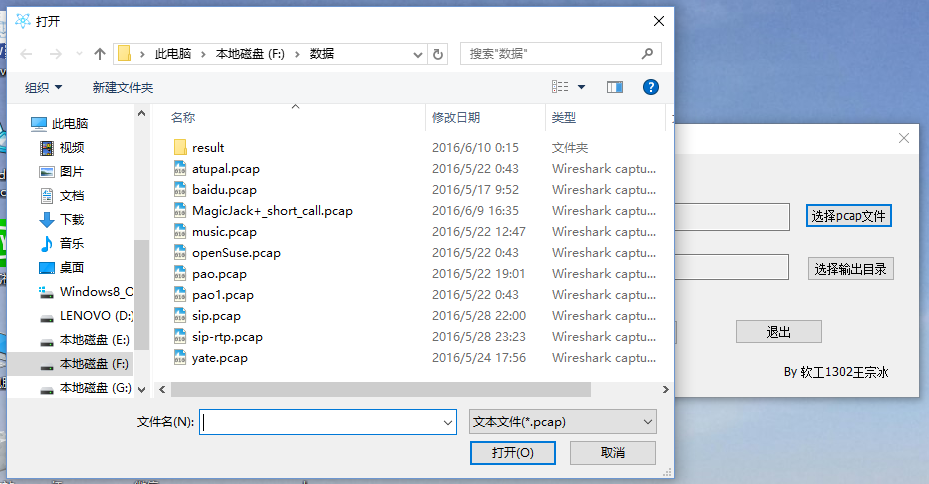 打开
此电脑 本地磁盘 (F:) 数据
搜索"数据"
组织 新建文件夹
此电脑
视频
图片
文档
下载
音乐
桌面
Windows8_O
LENOVO (D:
本地磁盘 (E:)
本地磁盘 (F:)
本地磁盘 (G:)
名称 修改日期 类型
result 2016/6/10 0:15 文件夹
atupal.pcap 2016/5/22 0:43 Wireshark captu...
baidu.pcap 2016/5/17 9:52 Wireshark captu...
MagicJack+_short_call.pcap 2016/6/9 16:35 Wireshark captu...
music.pcap 2016/5/22 12:47 Wireshark captu...
openSuse.pcap 2016/5/22 0:43 Wireshark captu...
pao.pcap 2016/5/22 19:01 Wireshark captu...
pao1.pcap 2016/5/22 0:43 Wireshark captu...
sip.pcap 2016/5/28 22:00 Wireshark captu...
sip-rtp.pcap 2016/5/28 23:23 Wireshark captu...
yate.pcap 2016/5/24 17:56 Wireshark captu...
文件名(N): 文本文件(*.pcap)
打开(O) 取消
选择pcap文件
选择输出目录
退出
By 软工1302王宗冰